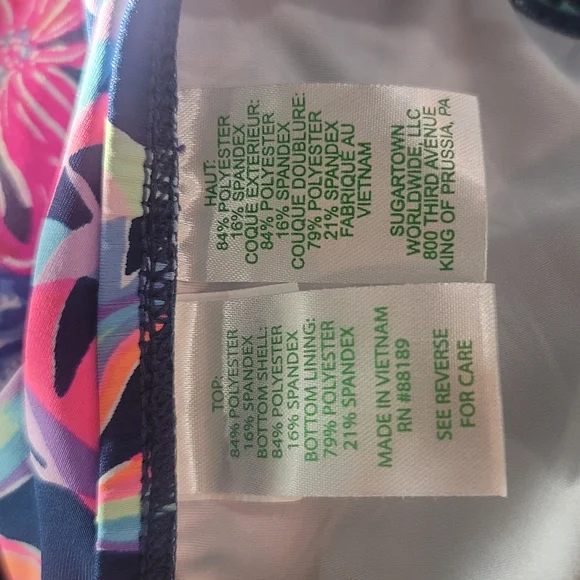 HAUT:
84% POLYESTER
16% SPANDEX
COQUE EXTERIEUR:
84% POLYESTER
16% SPANDEX
COUQUE DOUBLURE:
79% POLYESTER
21% SPANDEX
FABRIQUE AU
VIETNAM
SUGARTOWN
WORLDWIDE, LLC
800 THIRD AVENUE
KING OF PRUSSIA, PA
TOP:
84% POLYESTER
16% SPANDEX
BOTTOM SHELL:
84% POLYESTER
16% SPANDEX
BOTTOM LINING:
79% POLYESTER
21% SPANDEX
MADE IN VIETNAM
RN #88189
SEE REVERSE
FOR CARE